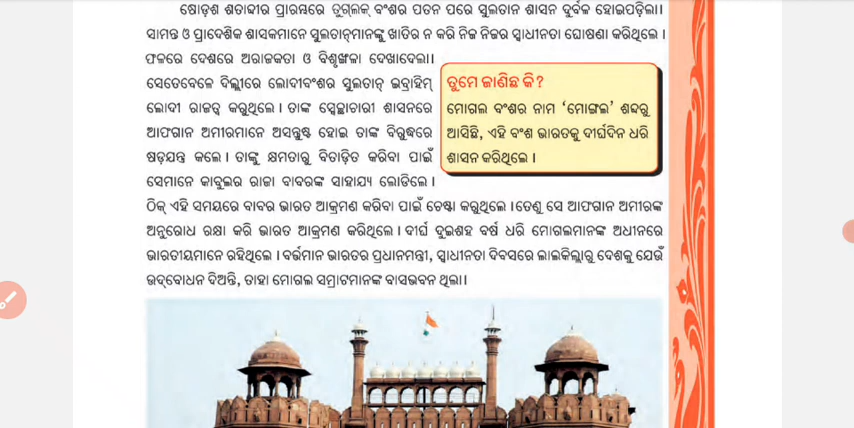 ଷୋଡ଼ଶ ଶତାବ୍ଦୀର ପ୍ରାରମ୍ଭରେ ତୁଗ୍‌ଲକ୍ ବଂଶର ପତନ ପରେ ସୁଲତାନ ଶାସନ ଦୁର୍ବଳ ହୋଇପଡ଼ିଲା।
ସାମନ୍ତ ଓ ପ୍ରାଦେଶିକ ଶାସକମାନେ ସୁଲତାନ୍‌ମାନଙ୍କୁ ଖାତିର ନ କରି ନିଜ ନିଜର ସ୍ୱାଧୀନତା ଘୋଷଣା କରିଥିଲେ।
ଫଳରେ ଦେଶରେ ଅରାଜକତା ଓ ବିଶୃଙ୍ଖଳା ଦେଖାଦେଲା।
ସେତେବେଳେ ଦିଲ୍ଲୀରେ ଲୋଦୀବଂଶର ସୁଲତାନ୍ ଇବ୍ରାହିମ୍
ଲୋଦୀ ରାଜତ୍ୱ କରୁଥିଲେ। ତାଙ୍କ ସ୍ୱେଚ୍ଛାଚାରୀ ଶାସନରେ
ଆଫଗାନ ଅମୀରମାନେ ଅସନ୍ତୁଷ୍ଟ ହୋଇ ତାଙ୍କ ବିରୁଦ୍ଧରେ
ଷଡ଼ଯନ୍ତ୍ର କଲେ। ତାଙ୍କୁ କ୍ଷମତାରୁ ବିତାଡ଼ିତ କରିବା ପାଇଁ
ସେମାନେ କାବୁଲର ରାଜା ବାବରଙ୍କ ସାହାଯ୍ୟ ଲୋଡିଲେ।
ତୁମେ ଜାଣିଛ କି?
ମୋଗଲ ବଂଶର ନାମ ‘ମୋଙ୍ଗଲ’ ଶବ୍ଦରୁ
ଆସିଛି, ଏହି ବଂଶ ଭାରତକୁ ଦୀର୍ଘଦିନ ଧରି
ଶାସନ କରିଥିଲେ।
ଠିକ୍ ଏହି ସମୟରେ ବାବର ଭାରତ ଆକ୍ରମଣ କରିବା ପାଇଁ ଚେଷ୍ଟା କରୁଥିଲେ। ତେଣୁ ସେ ଆଫଗାନ ଅମୀରଙ୍କ
ଅନୁରୋଧ ରକ୍ଷା କରି ଭାରତ ଆକ୍ରମଣ କରିଥିଲେ। ଦୀର୍ଘ ଦୁଇଶହ ବର୍ଷ ଧରି ମୋଗଲମାନଙ୍କ ଅଧୀନରେ
ଭାରତୀୟମାନେ ରହିଥିଲେ। ବର୍ତ୍ତମାନ ଭାରତର ପ୍ରଧାନମନ୍ତ୍ରୀ, ସ୍ୱାଧୀନତା ଦିବସରେ ଲାଲକିଲ୍ଲାରୁ ଦେଶକୁ ଯେଉଁ
ଉଦ୍‌ବୋଧନ ଦିଅନ୍ତି, ତାହା ମୋଗଲ ସମ୍ରାଟମାନଙ୍କ ବାସଭବନ ଥିଲା।